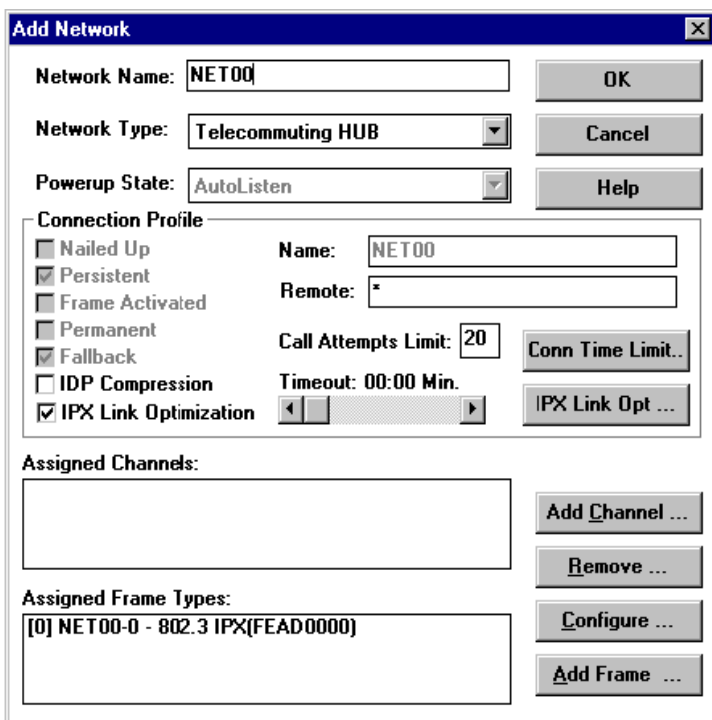 Add Network
Network Name: NET00
OK
Network Type: Telecommuting HUB
Cancel
Powerup State: AutoListen
Help
Connection Profile
Nailed Up
Name: NET00
Persistent
Remote: *
Frame Activated
Permanent
Call Attempts Limit: 20
Conn Time Limit..
Fallback
IDP Compression
Timeout: 00:00 Min.
IPX Link Optimization
IPX Link Opt ...
Assigned Channels:
Add Channel ...
Remove ...
Assigned Frame Types:
[0] NET00-0 - 802.3 IPX(FEAD0000)
Configure ...
Add Frame ...